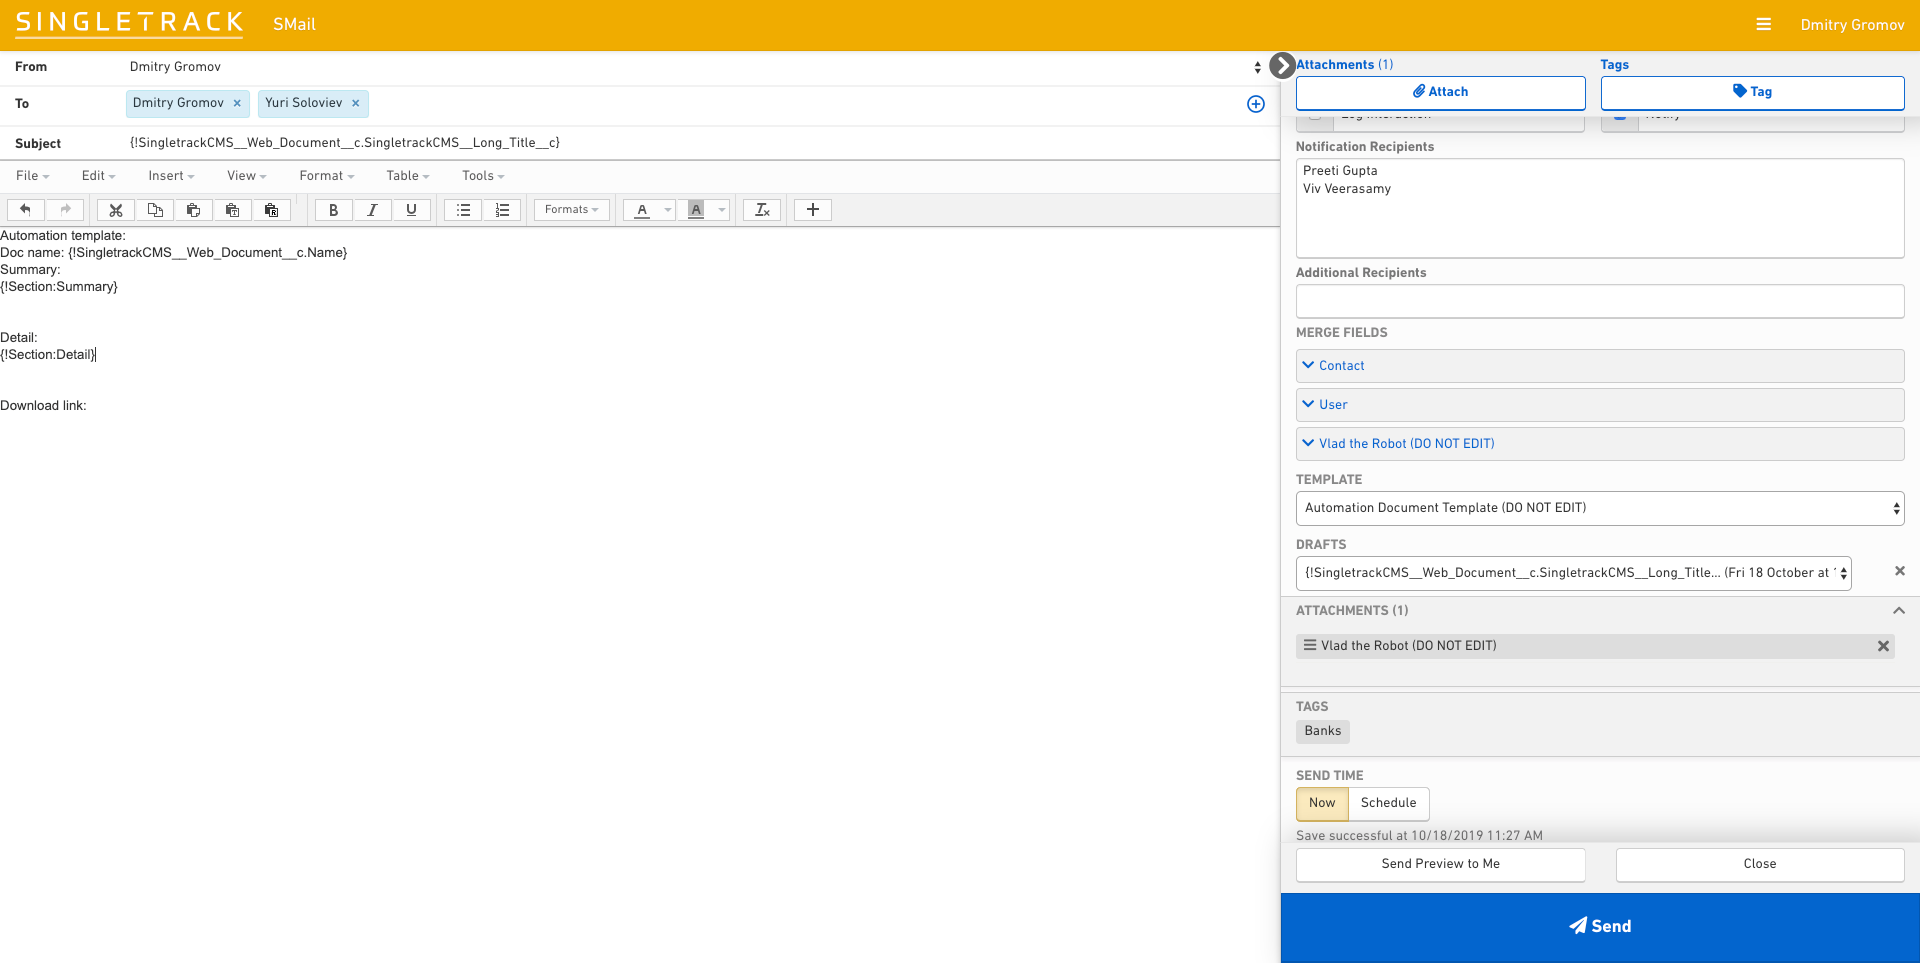 SINGLETRACK SMail Dmitry Gromov
From Dmitry Gromov
To Dmitry Gromov × Yuri Soloviev ×
Subject {!SingletrackCMS__Web_Document__c.SingletrackCMS__Long_Title__c}
File Edit Insert View Format Table Tools
B I U Formats A A Tx
Automation template:
Doc name: {!SingletrackCMS__Web_Document__c.Name}
Summary:
{!Section:Summary}
Detail:
{!Section:Detail}
Download link:
Attachments (1) Tags
Attach Tag
Log Interaction Notify
Notification Recipients
Preeti Gupta
Viv Veerasamy
Additional Recipients
MERGE FIELDS
Contact
User
Vlad the Robot (DO NOT EDIT)
TEMPLATE
Automation Document Template (DO NOT EDIT)
DRAFTS
{!SingletrackCMS__Web_Document__c.SingletrackCMS__Long_Title... (Fri 18 October at
ATTACHMENTS (1)
Vlad the Robot (DO NOT EDIT)
TAGS
Banks
SEND TIME
Now Schedule
Save successful at 10/18/2019 11:27 AM
Send Preview to Me Close
Send